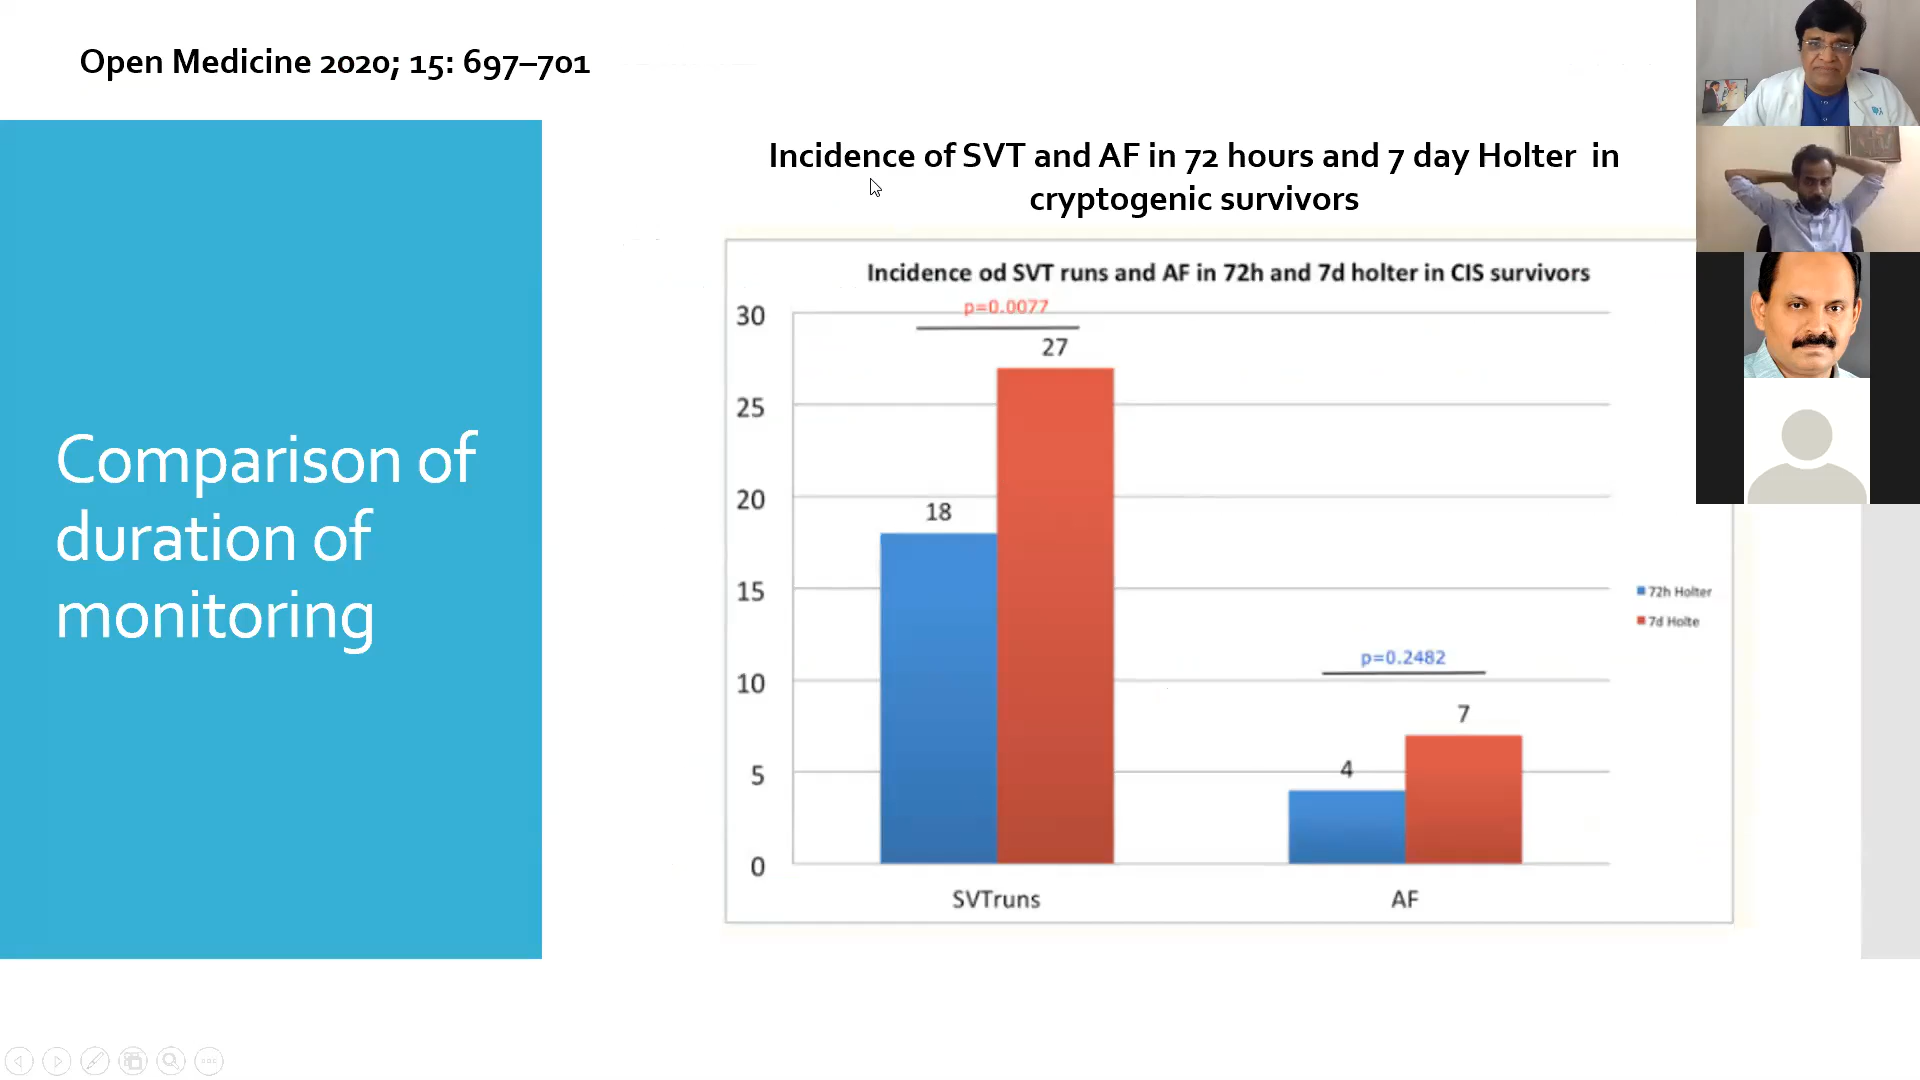 Open Medicine 2020; 15: 697–701
Comparison of
duration of
monitoring
Incidence of SVT and AF in 72 hours and 7 day Holter in
cryptogenic survivors
Incidence od SVT runs and AF in 72h and 7d holter in CIS survivors
p=0.0077
30
27
25
20
18
15
72h Holter
7d Holte
p=0.2482
10
7
4
5
0
SVTruns
AF